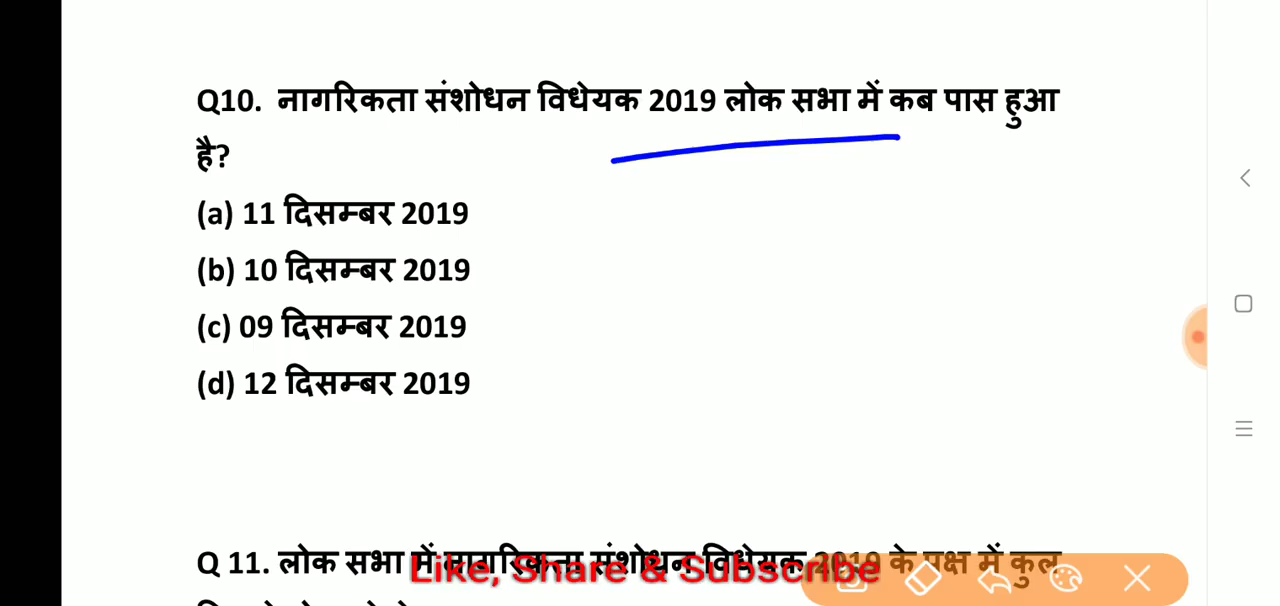 Q10. नागरिकता संशोधन विधेयक 2019 लोक सभा में कब पास हुआ
है?
(a) 11 दिसम्बर 2019
(b) 10 दिसम्बर 2019
(c) 09 दिसम्बर 2019
(d) 12 दिसम्बर 2019
Q 11. लोक सभा में नागरिकता संशोधन विधेयक 2019 के पक्ष में कुल
Like, Share & Subscribe